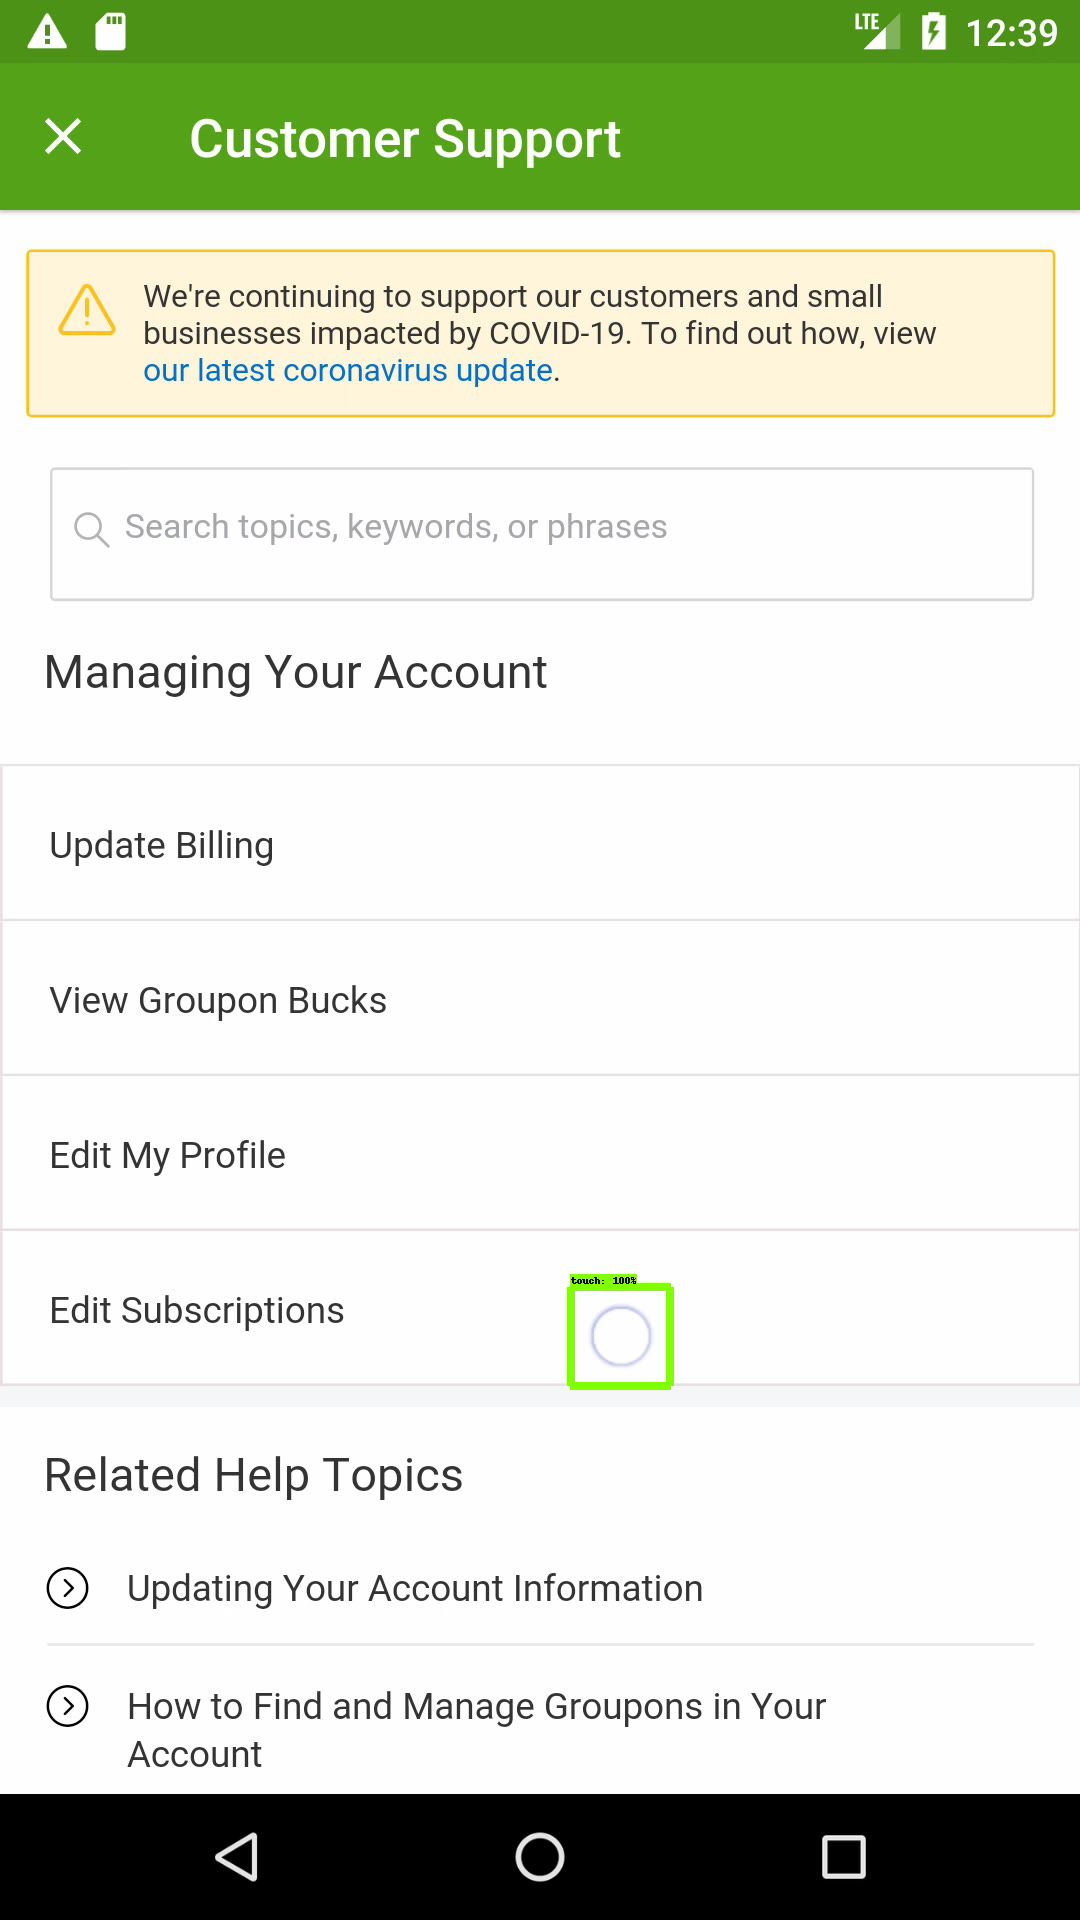 LTE 12:39
Customer Support
We're continuing to support our customers and small
businesses impacted by COVID-19. To find out how, view
our latest coronavirus update.
Search topics, keywords, or phrases
Managing Your Account
Update Billing
View Groupon Bucks
Edit My Profile
touch: 100%
Edit Subscriptions
Related Help Topics
Updating Your Account Information
How to Find and Manage Groupons in Your
Account